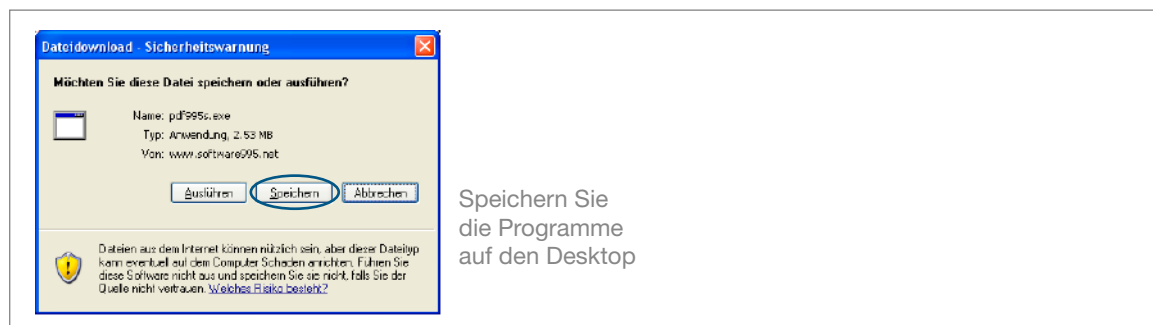 Dateidownload - Sicherheitswarnung
Möchten Sie diese Datei speichern oder ausführen?
Name: pdf995s.exe
Typ: Anwendung, 2.53 MB
Von: www.software995.net
Ausführen Speichern Abbrechen
Dateien aus dem Internet können nützlich sein, aber dieser Dateityp
kann eventuell auf dem Computer Schaden anrichten. Führen Sie
diese Software nicht aus und speichern Sie sie nicht, falls Sie der
Quelle nicht vertrauen. Welches Risiko besteht?
Speichern Sie
die Programme
auf den Desktop